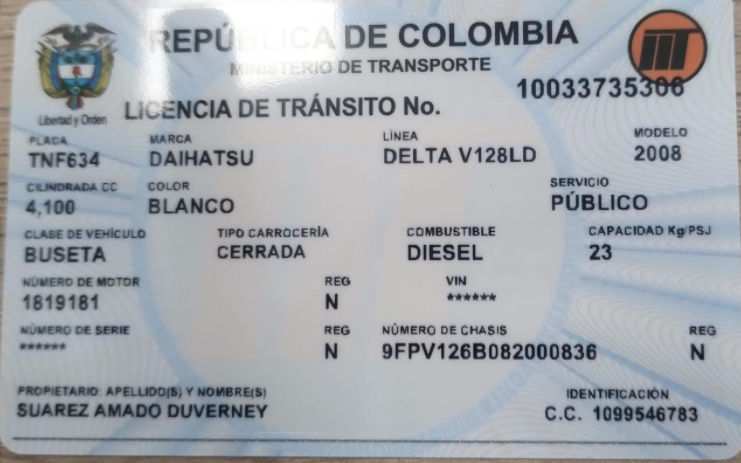 REPÚBLICA DE COLOMBIA
MINISTERIO DE TRANSPORTE
10033735306
Libertad y Orden
LICENCIA DE TRÁNSITO No.
PLACA MARCA LÍNEA MODELO
TNF634 DAIHATSU DELTA V128LD 2008
CILINDRADA CC COLOR SERVICIO
4,100 BLANCO PÚBLICO
CLASE DE VEHÍCULO TIPO CARROCERÍA COMBUSTIBLE CAPACIDAD Kg/PSJ
BUSETA CERRADA DIESEL 23
NÚMERO DE MOTOR REG VIN
1819181 N ******
NÚMERO DE SERIE REG NÚMERO DE CHASIS REG
****** N 9FPV126B082000836 N
PROPIETARIO: APELLIDO(S) Y NOMBRE(S) IDENTIFICACIÓN
SUAREZ AMADO DUVERNEY C.C. 1099546783